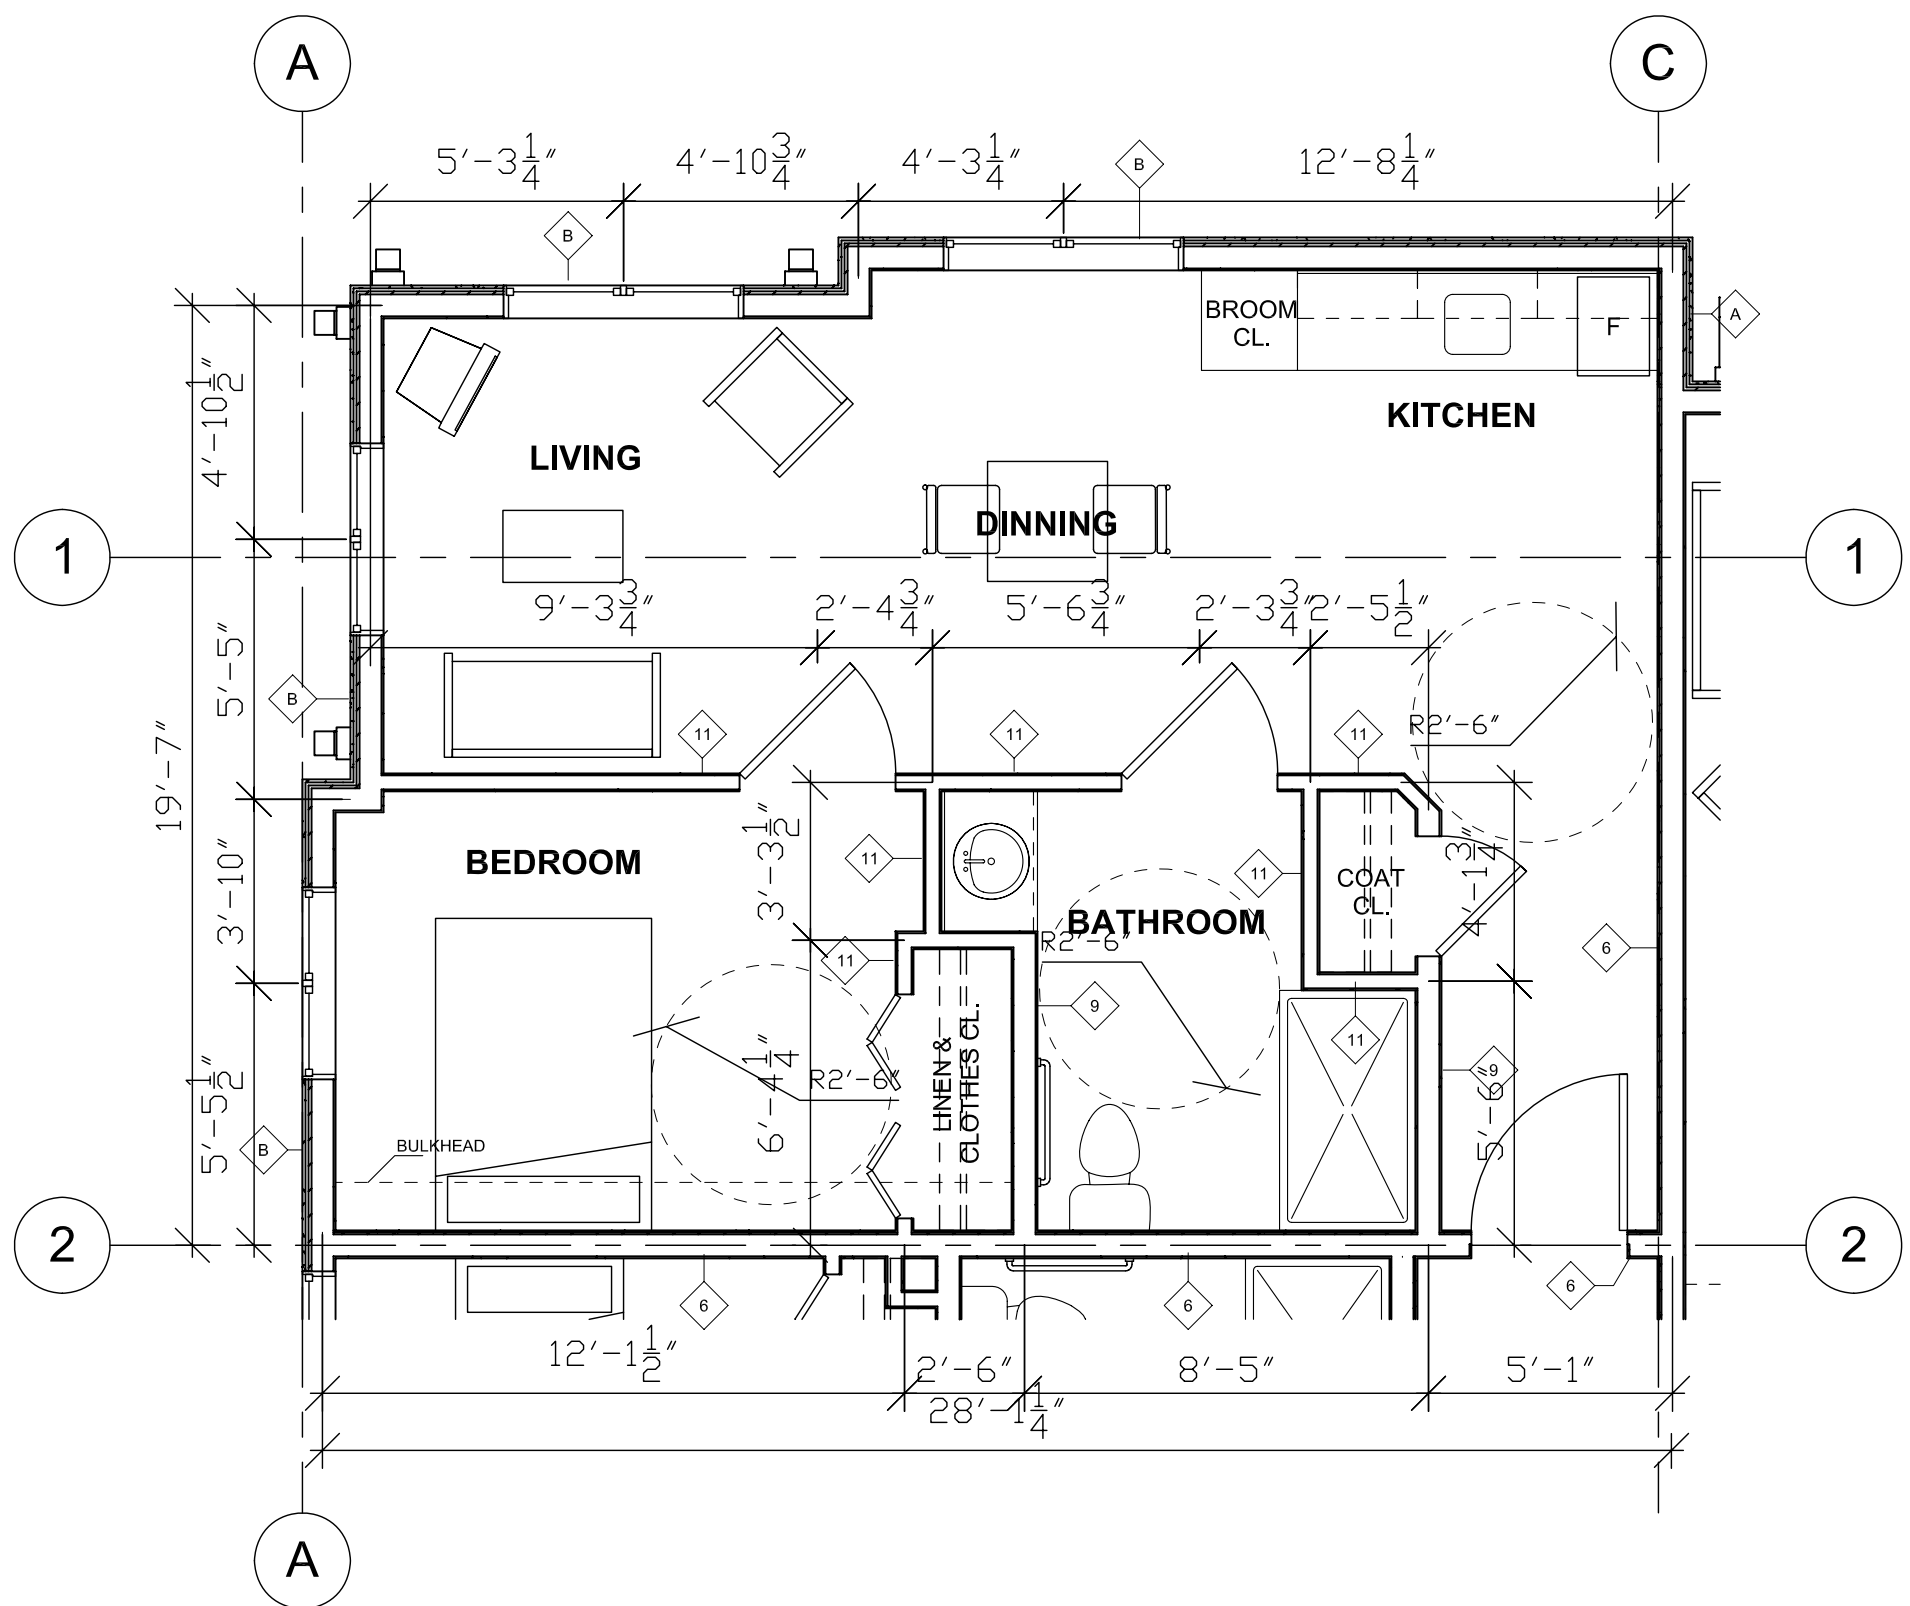 A
C
5'-3 1/4"
4'-10 3/4"
4'-3 1/4"
12'-8 1/4"
B
B
BROOM
CL.
F
A
KITCHEN
4'-10 1/2"
LIVING
DINNING
1
1
9'-3 3/4"
2'-4 3/4"
5'-6 3/4"
2'-3 3/4"
2'-5 1/2"
5'-5"
19'-7"
B
11
11
11
R2'-6"
3'-3 1/2"
BEDROOM
11
11
COAT
CL.
4'-1 3/4"
3'-10"
BATHROOM
R2'-6"
11
6
9
11
LINEN &
CLOTHES CL.
6'-4 1/4"
R2'-6"
9
5'-6"
5'-5 1/2"
B
BULKHEAD
2
2
6
6
6
12'-1 1/2"
2'-6"
8'-5"
5'-1"
28'-1 1/4"
A